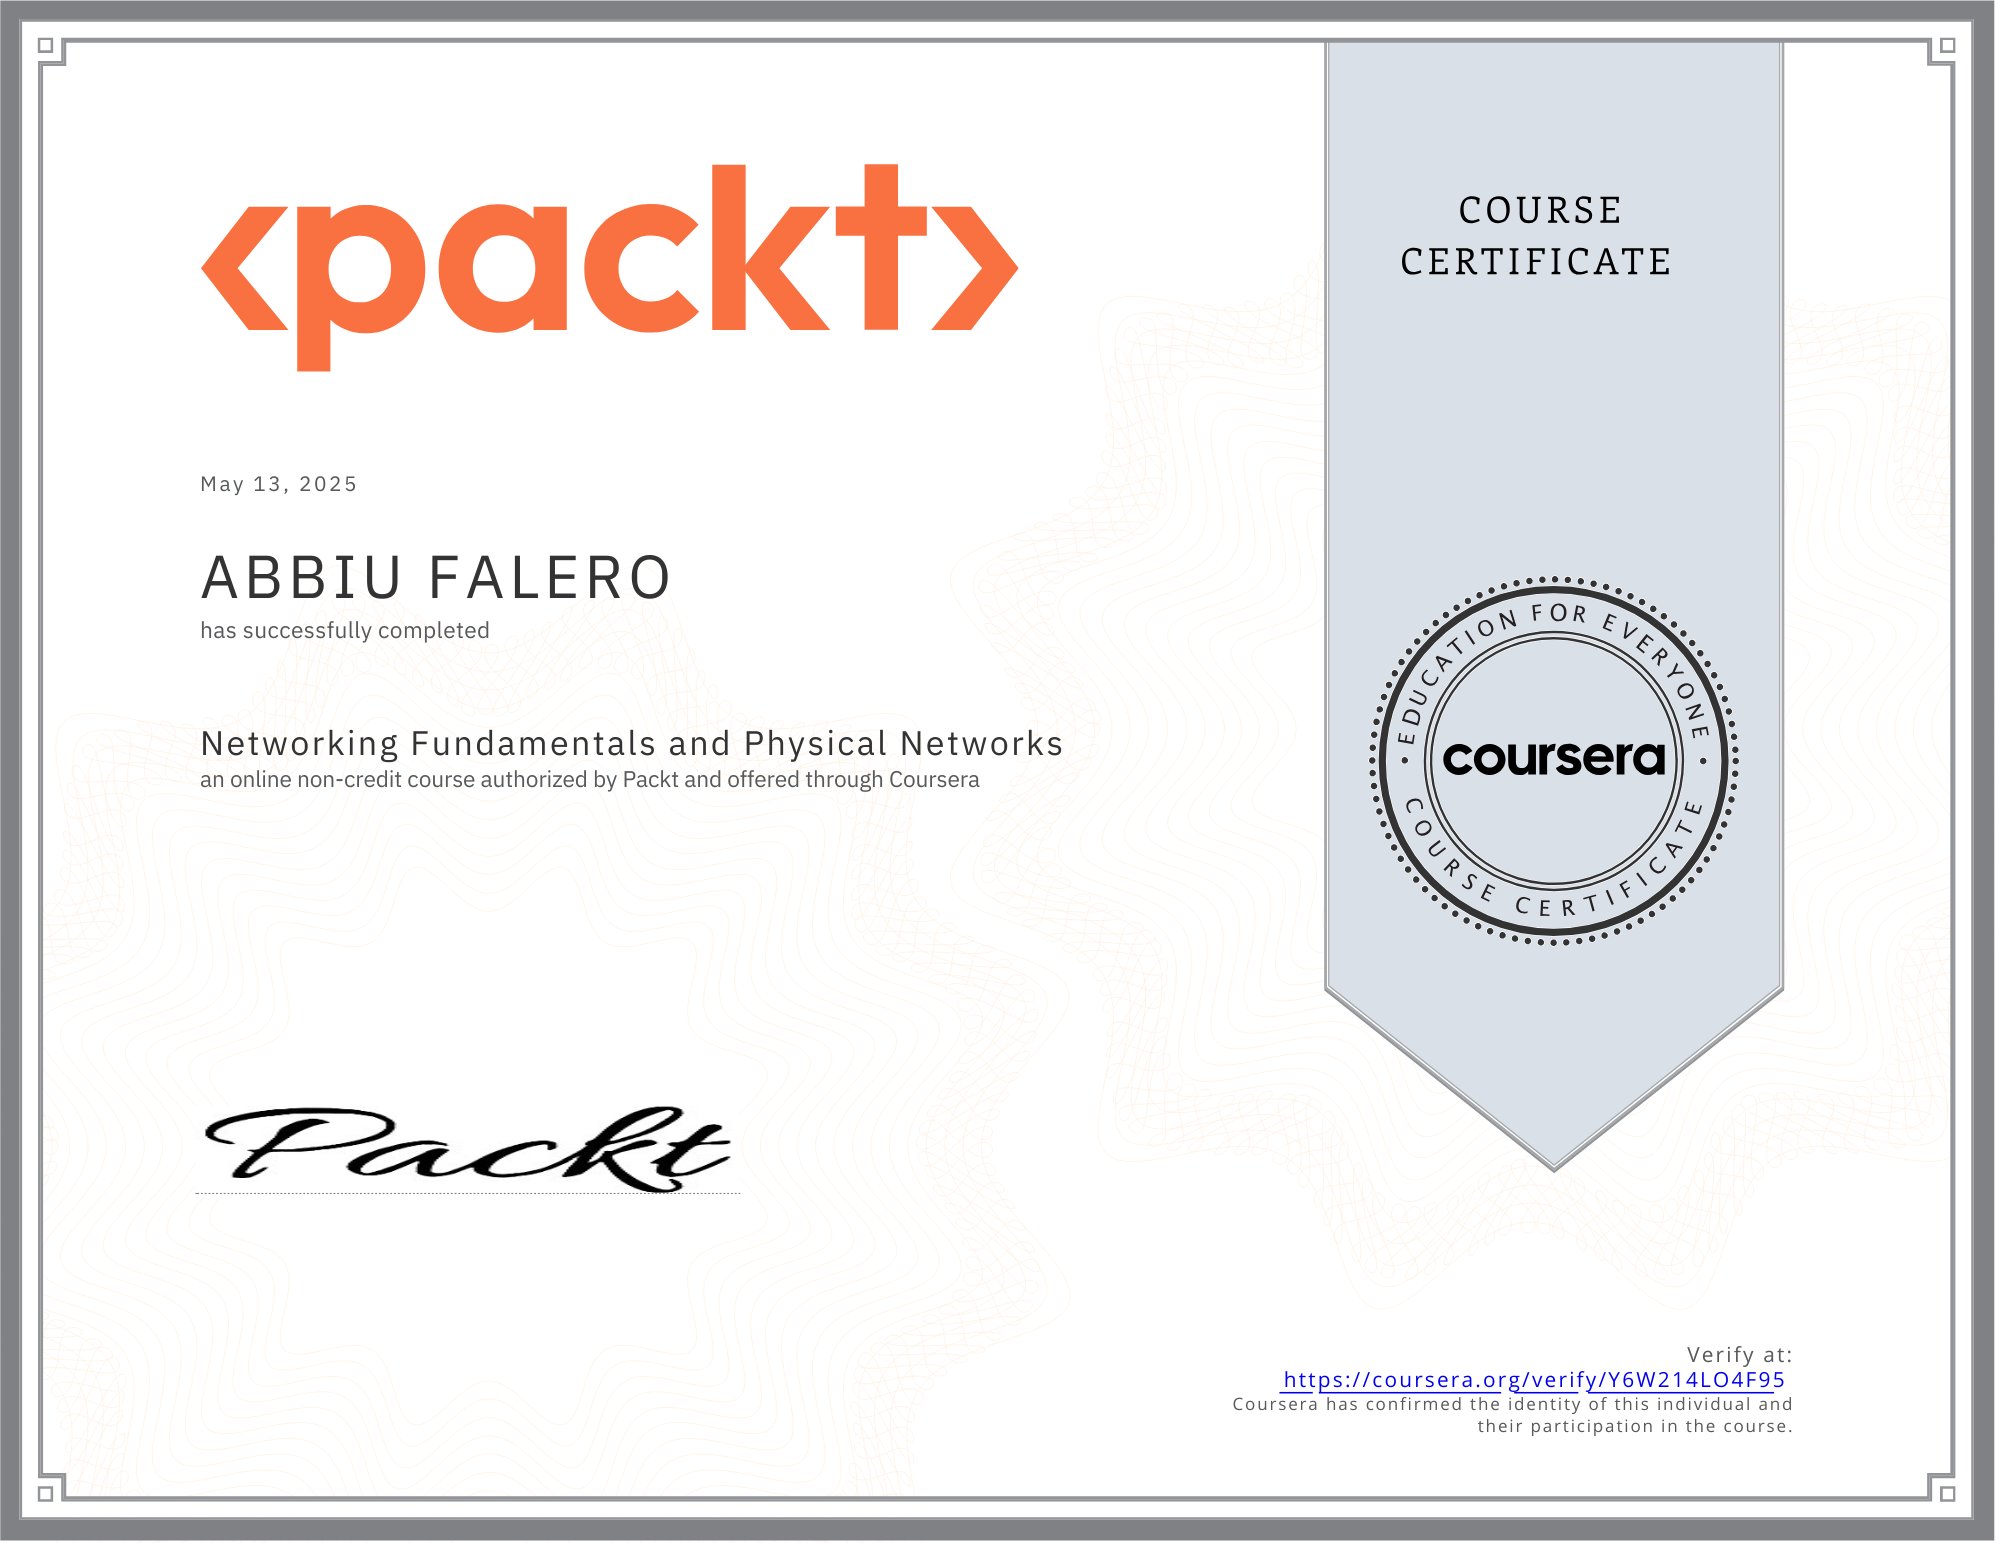 <packt>
COURSE
CERTIFICATE
May 13, 2025
ABBIU FALERO
has successfully completed
Networking Fundamentals and Physical Networks
an online non-credit course authorized by Packt and offered through Coursera
EDUCATION FOR EVERYONE
coursera
COURSE CERTIFICATE
Packt
Verify at:
https://coursera.org/verify/Y6W214LO4F95
Coursera has confirmed the identity of this individual and
their participation in the course.